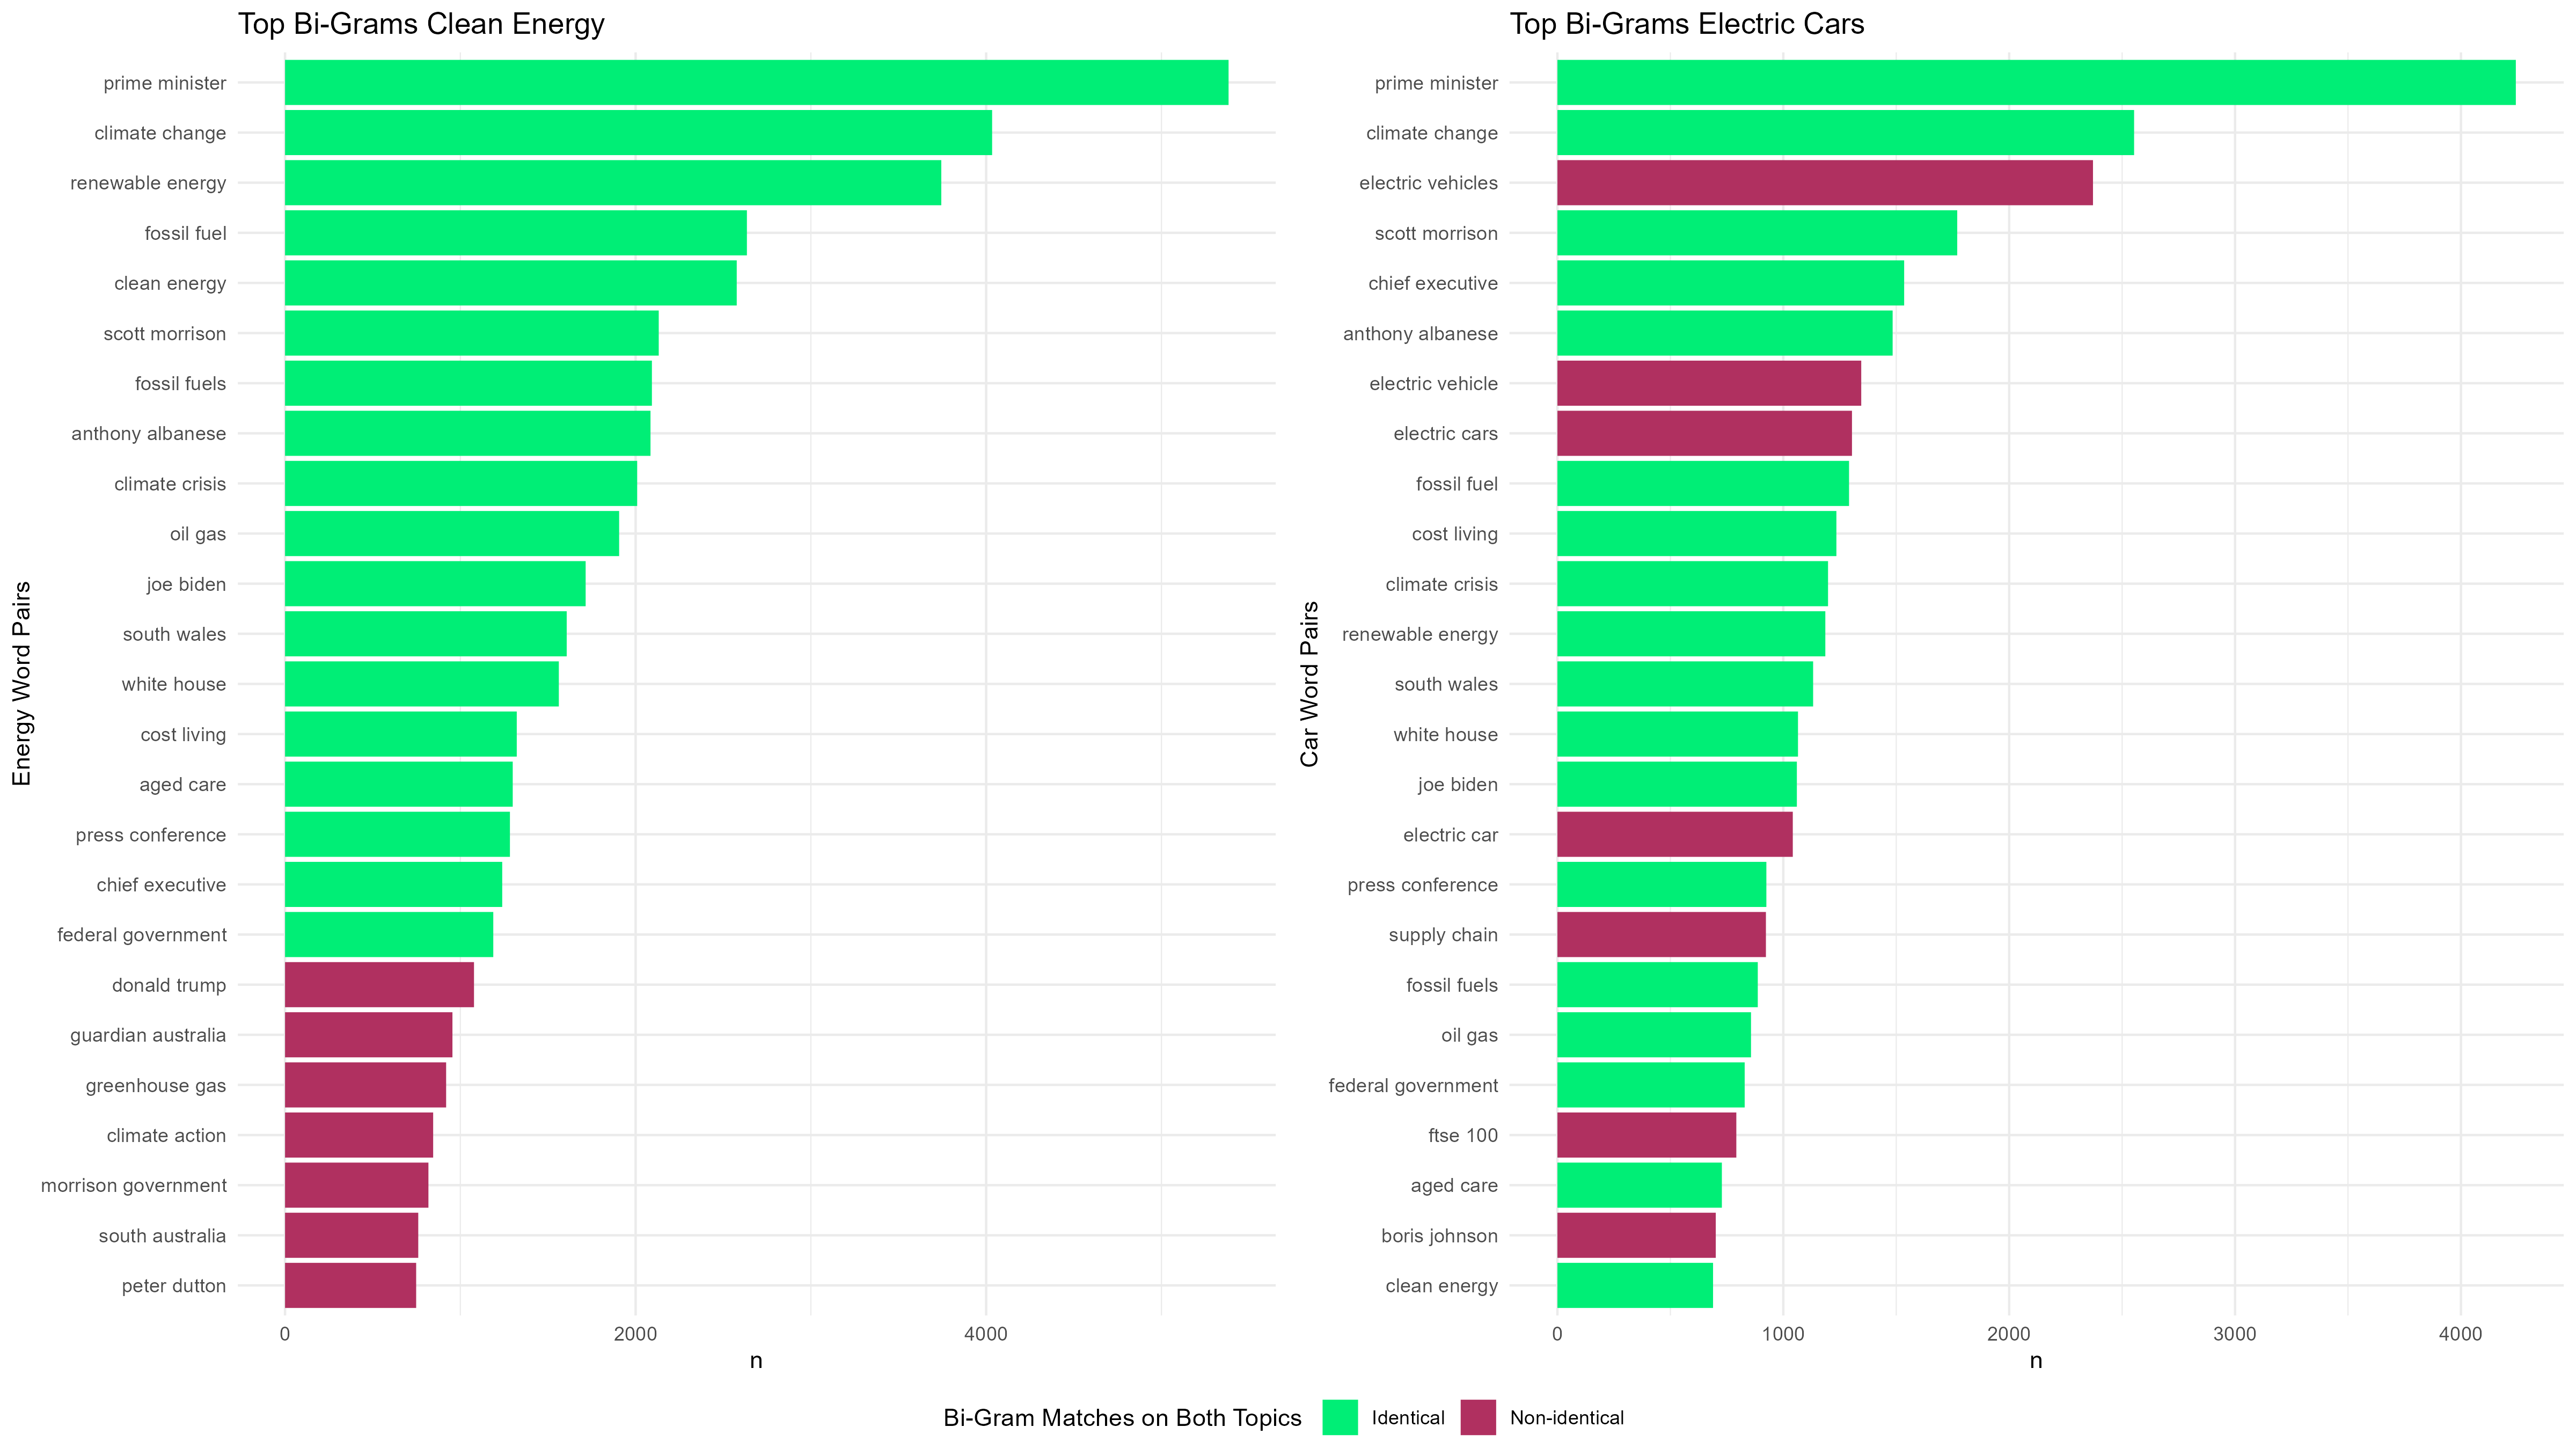 Top Bi-Grams Clean Energy
Energy Word Pairs
prime minister
climate change
renewable energy
fossil fuel
clean energy
scott morrison
fossil fuels
anthony albanese
climate crisis
oil gas
joe biden
south wales
white house
cost living
aged care
press conference
chief executive
federal government
donald trump
guardian australia
greenhouse gas
climate action
morrison government
south australia
peter dutton
0 2000 4000
n
Top Bi-Grams Electric Cars
Car Word Pairs
prime minister
climate change
electric vehicles
scott morrison
chief executive
anthony albanese
electric vehicle
electric cars
fossil fuel
cost living
climate crisis
renewable energy
south wales
white house
joe biden
electric car
press conference
supply chain
fossil fuels
oil gas
federal government
ftse 100
aged care
boris johnson
clean energy
0 1000 2000 3000 4000
n
Bi-Gram Matches on Both Topics Identical Non-identical